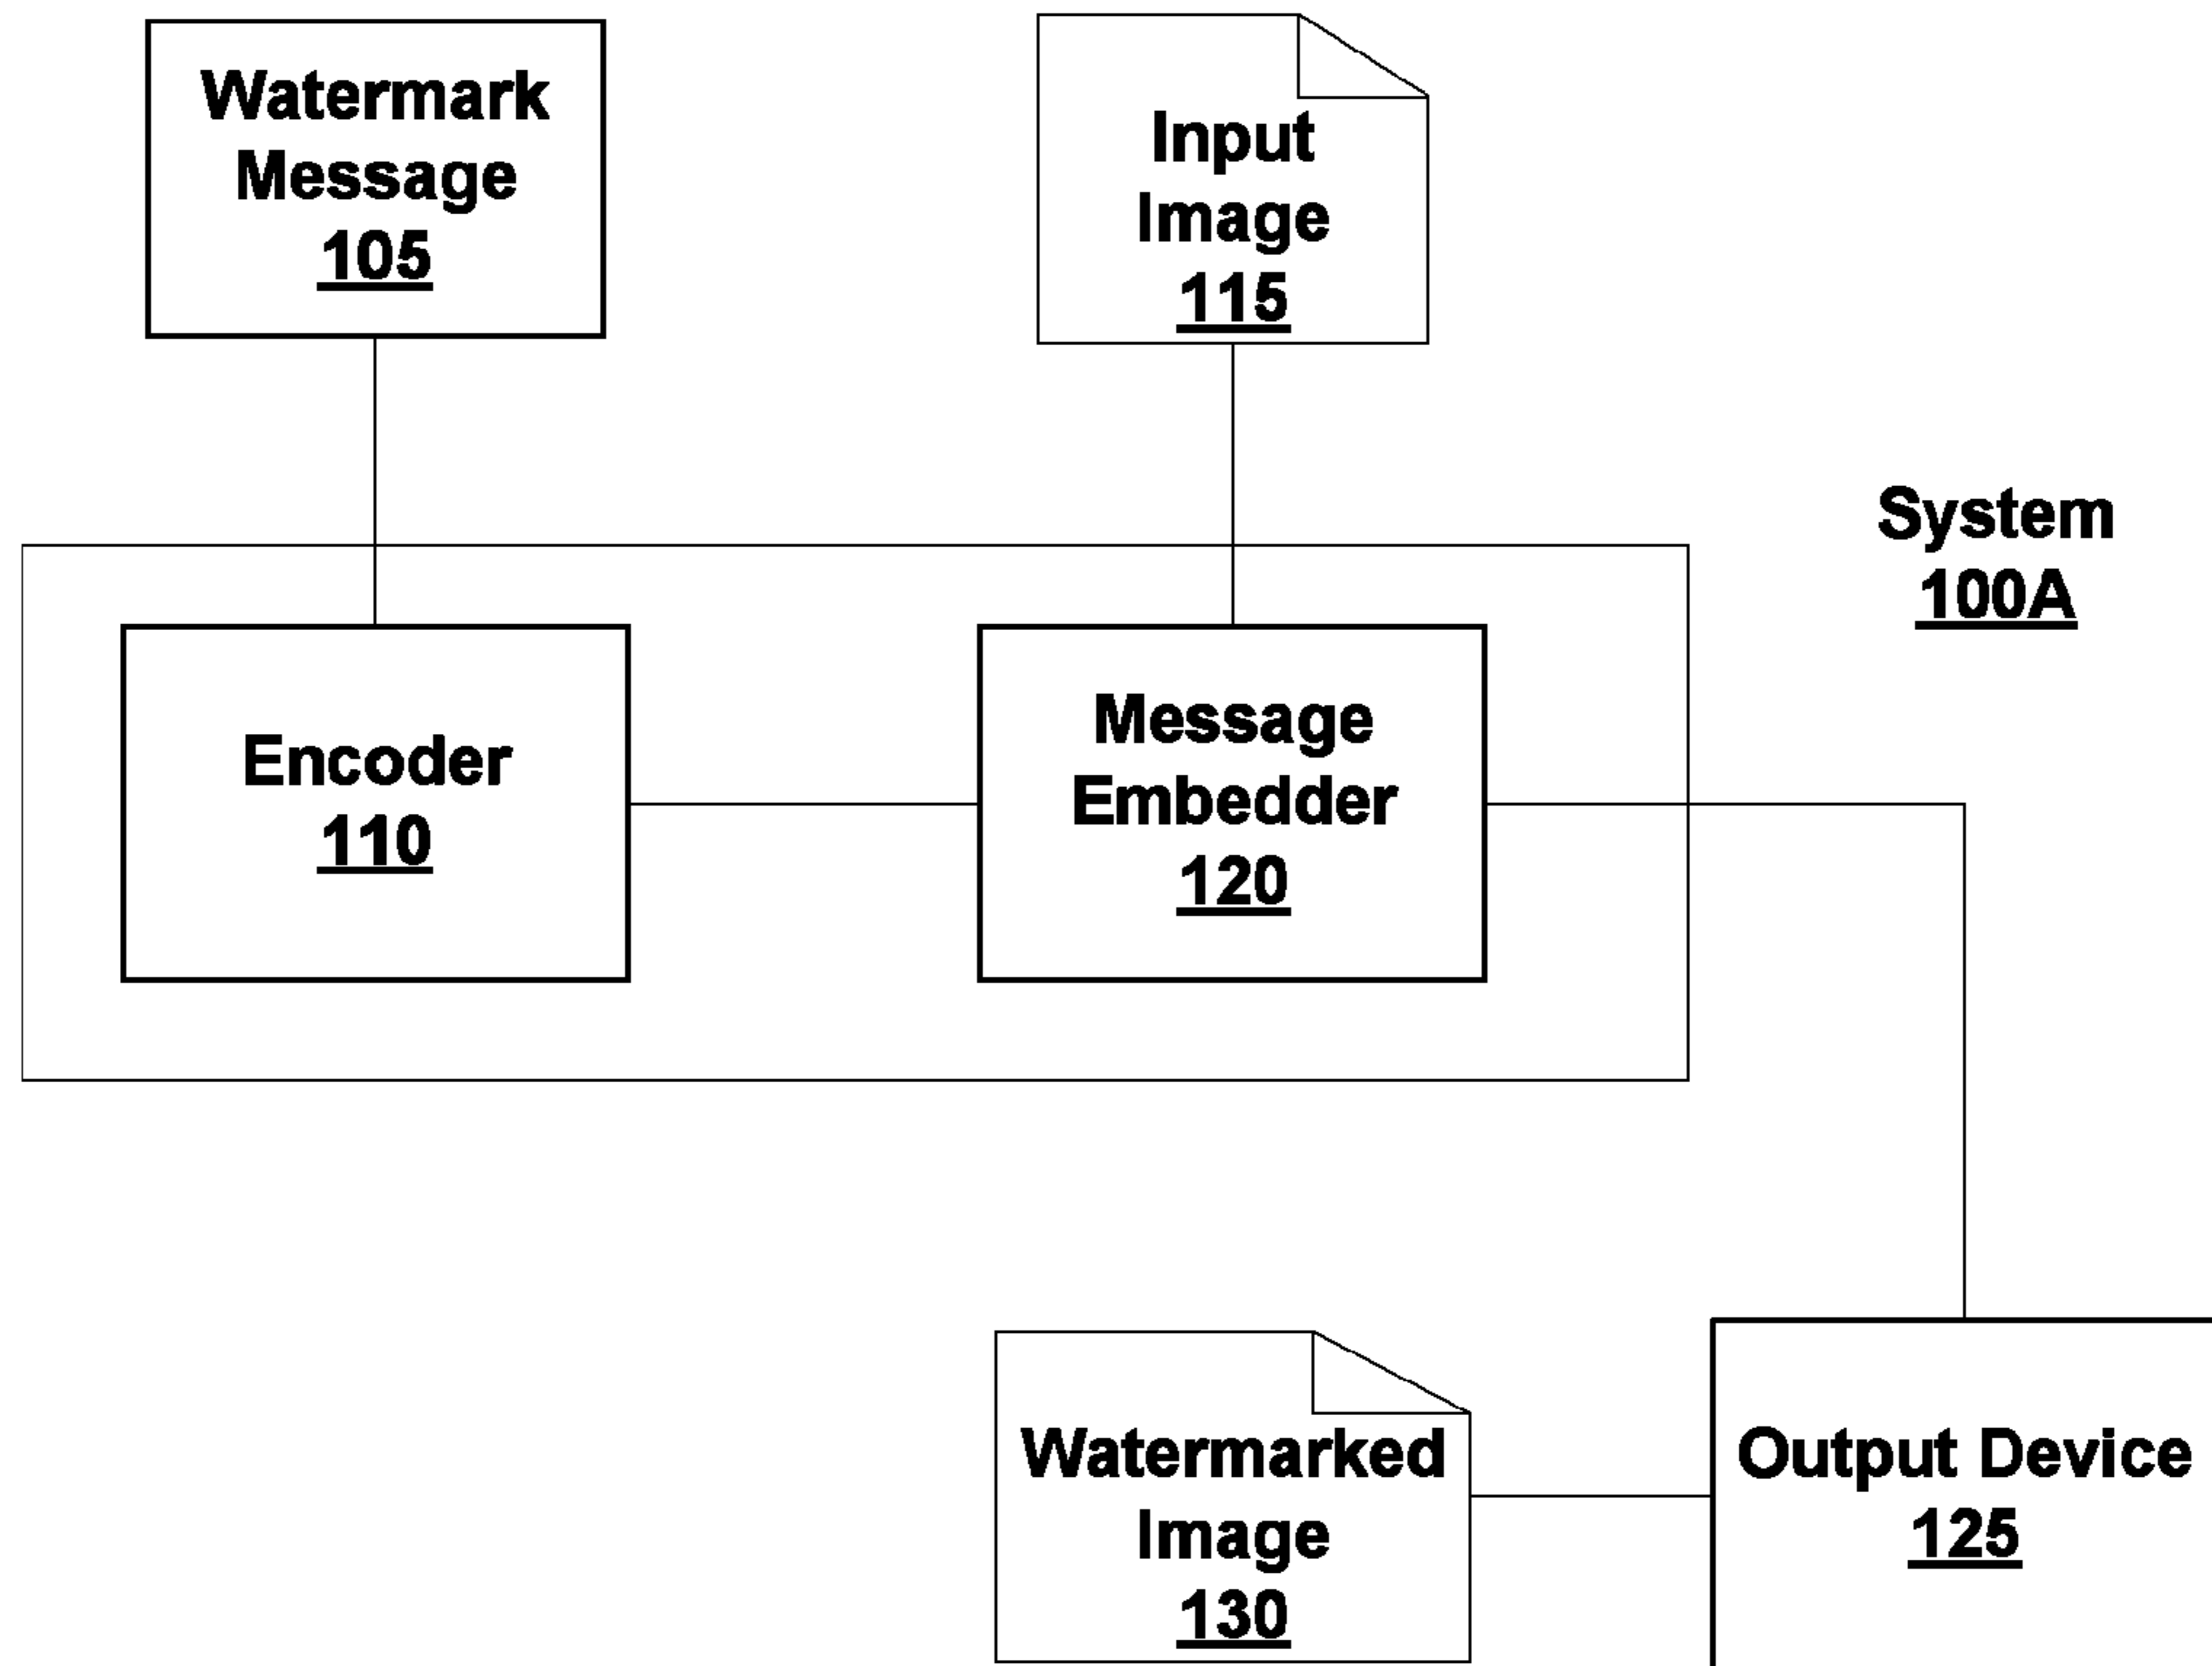 Watermark
Message
105
Input
Image
115
System
100A
Encoder
110
Message
Embedder
120
Watermarked
Image
130
Output Device
125